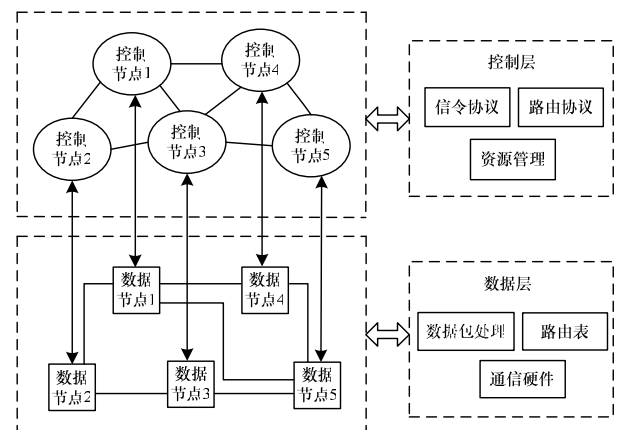 控制
节点1
控制
节点4
控制
节点2
控制
节点3
控制
节点5
控制层
信令协议
路由协议
资源管理
数据
节点1
数据
节点4
数据
节点2
数据
节点3
数据
节点5
数据层
数据包处理
路由表
通信硬件